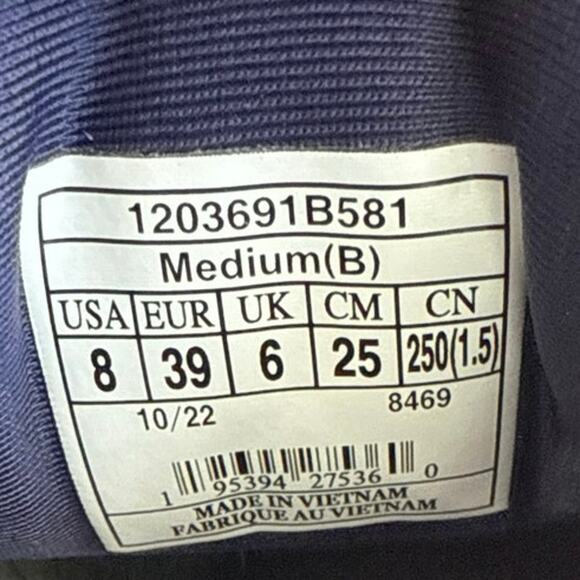 1203691B581
Medium(B)
USA EUR UK CM CN
8 39 6 25 250(1.5)
10/22 8469
1 95394 27536 0
MADE IN VIETNAM
FABRIQUE AU VIETNAM